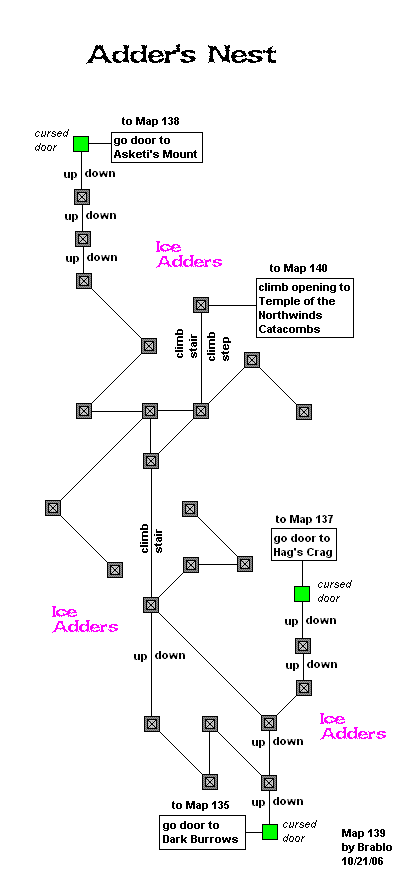 Adder's Nest
to Map 138
cursed
door
go door to
Asketi's Mount
up down
up down
up down
Ice
Adders
to Map 140
climb opening to
Temple of the
Northwinds
Catacombs
climb
stair
climb
step
climb
stair
to Map 137
go door to
Hag's Crag
cursed
door
up down
up down
Ice
Adders
up down
Ice
Adders
up down
up down
to Map 135
go door to
Dark Burrows
cursed
door
Map 139
by Brablo
10/21/06